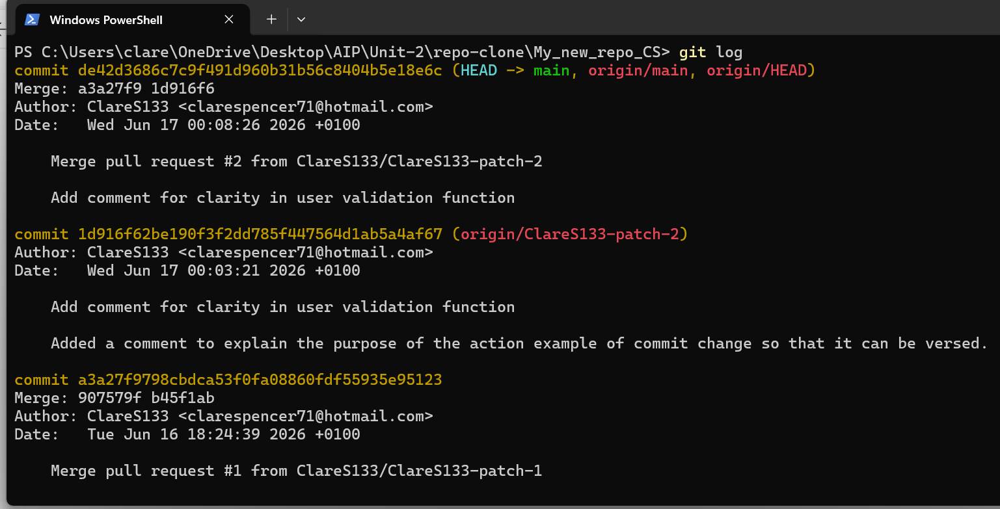 Windows PowerShell
PS C:\Users\clare\OneDrive\Desktop\AIP\Unit-2\repo-clone\My_new_repo_CS> git log
commit de42d3686c7c9f491d960b31b56c8404b5e18e6c (HEAD -> main, origin/main, origin/HEAD)
Merge: a3a27f9 1d916f6
Author: ClareS133 <clarespencer71@hotmail.com>
Date:   Wed Jun 17 00:08:26 2026 +0100
    Merge pull request #2 from ClareS133/ClareS133-patch-2
    Add comment for clarity in user validation function
commit 1d916f62be190f3f2dd785f447564d1ab5a4af67 (origin/ClareS133-patch-2)
Author: ClareS133 <clarespencer71@hotmail.com>
Date:   Wed Jun 17 00:03:21 2026 +0100
    Add comment for clarity in user validation function
    Added a comment to explain the purpose of the action example of commit change so that it can be versed.
commit a3a27f9798cbdca53f0fa08860fdf55935e95123
Merge: 907579f b45f1ab
Author: ClareS133 <clarespencer71@hotmail.com>
Date:   Tue Jun 16 18:24:39 2026 +0100
    Merge pull request #1 from ClareS133/ClareS133-patch-1